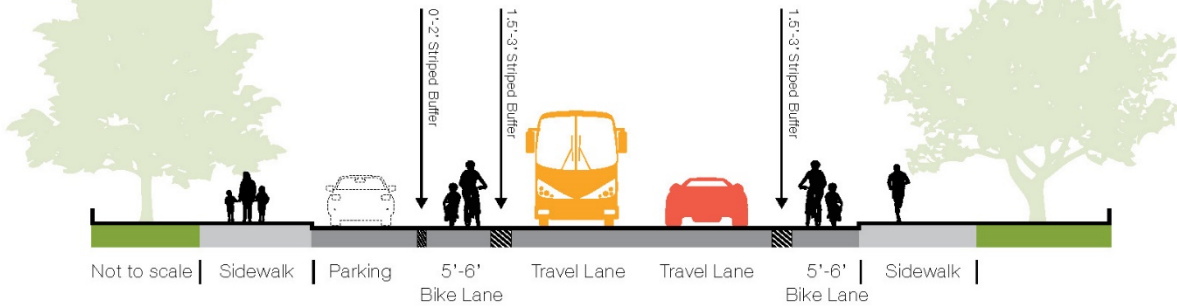 0'-2' Striped Buffer
1.5'-3' Striped Buffer
1.5'-3' Striped Buffer
Not to scale
Sidewalk
Parking
5'-6'
Bike Lane
Travel Lane
Travel Lane
5'-6'
Bike Lane
Sidewalk